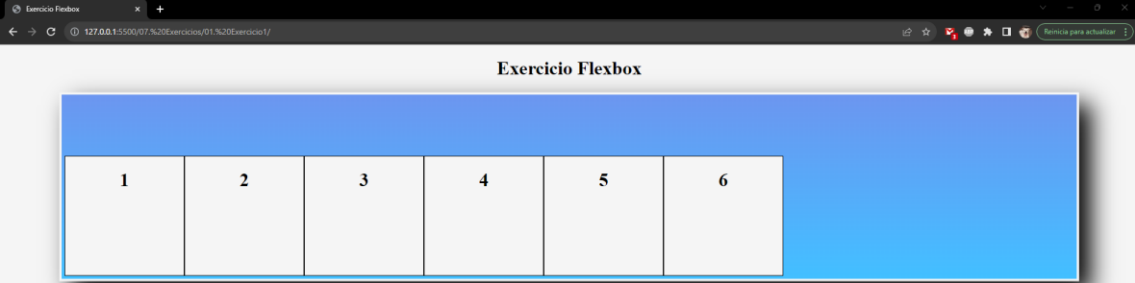 Exercicio Flexbox
127.0.0.1:5500/07.%20Exercicios/01.%20Exercicio1/
Reinicia para actualizar
Exercicio Flexbox
1 2 3 4 5 6